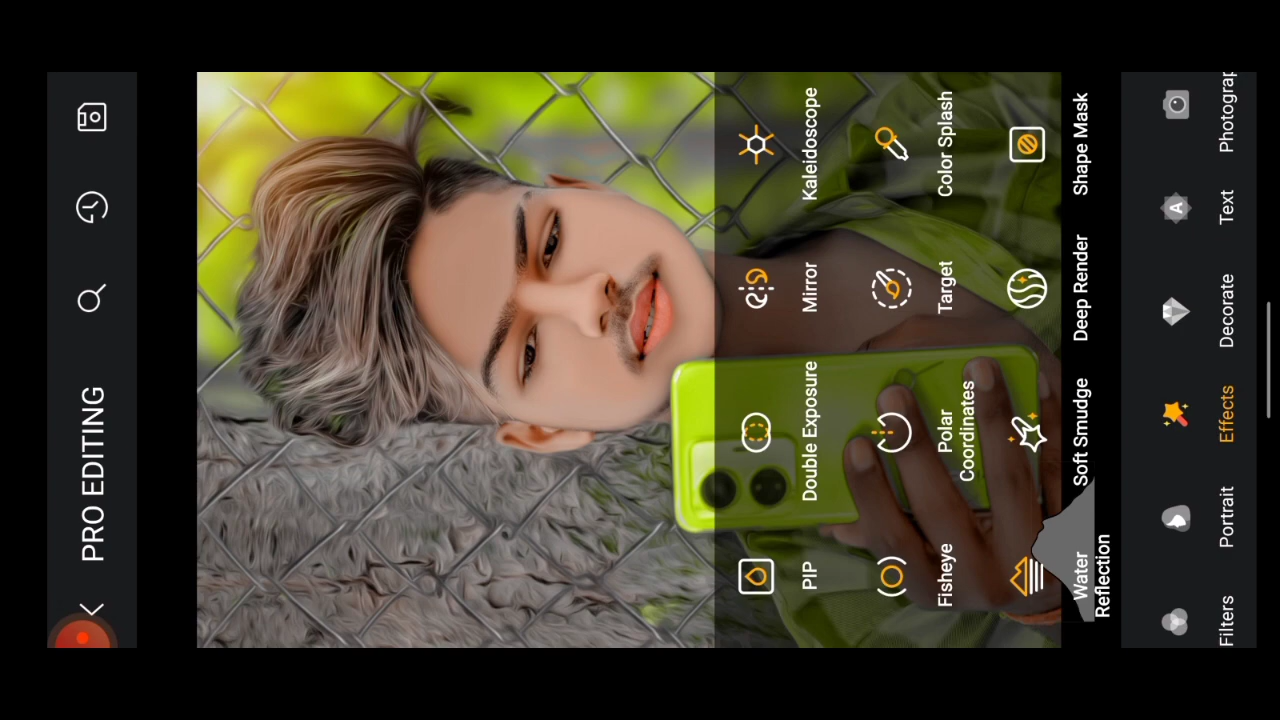 PRO EDITING
PIP
Double Exposure
Mirror
Kaleidoscope
Fisheye
Polar
Coordinates
Target
Color Splash
Water
Reflection
Soft Smudge
Deep Render
Shape Mask
Filters
Portrait
Effects
Decorate
Text
Photograp